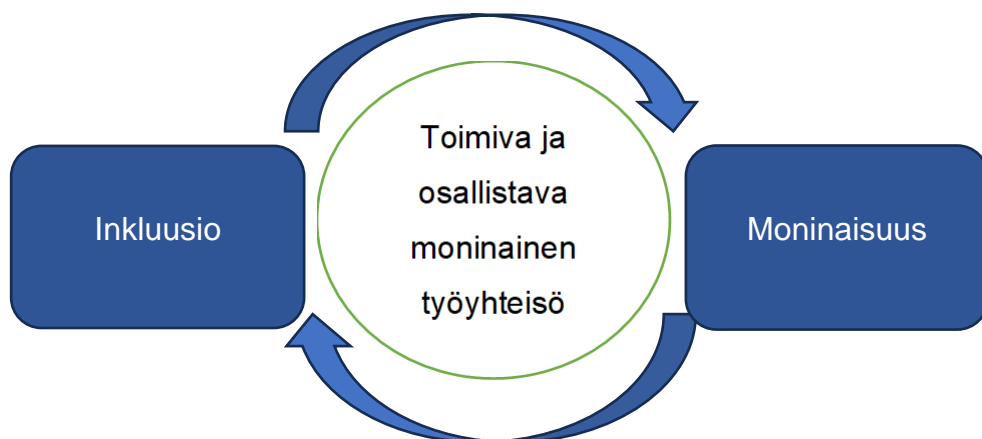 Inkluusio
Toimiva ja
osallistava
moninainen
työyhteisö
Moninaisuus